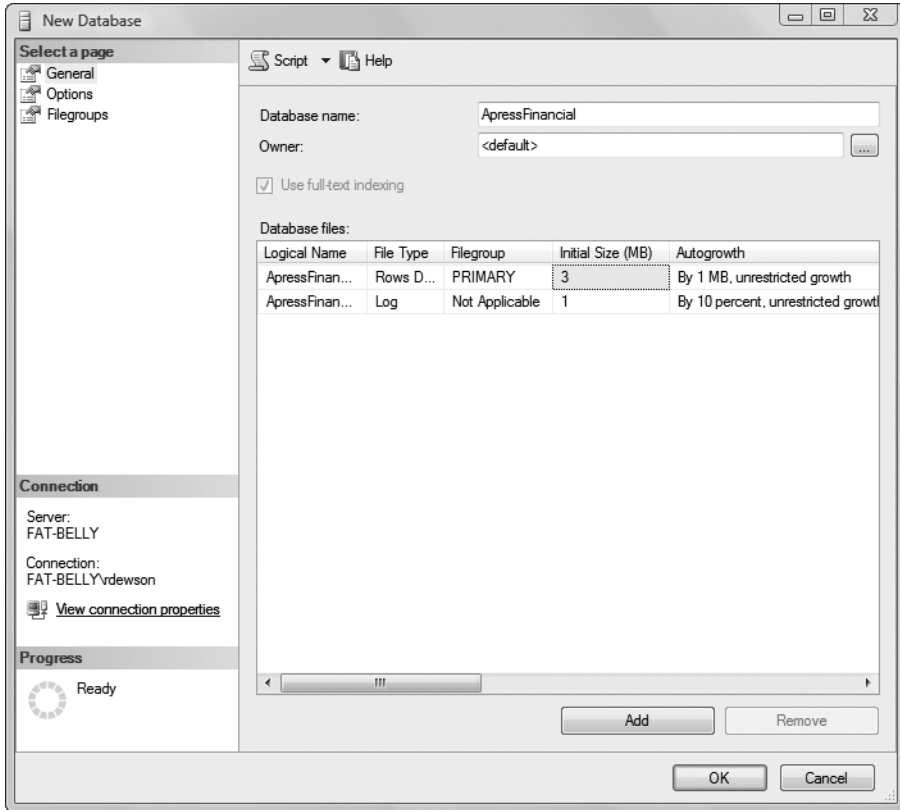 New Database
Select a page
General
Options
Filegroups
Script Help
Database name: ApressFinancial
Owner: <default> ...
Use full-text indexing
Database files:
Logical Name File Type Filegroup Initial Size (MB) Autogrowth
ApressFinan... Rows D... PRIMARY 3 By 1 MB, unrestricted growth
ApressFinan... Log Not Applicable 1 By 10 percent, unrestricted growth
Connection
Server:
FAT-BELLY
Connection:
FAT-BELLY\rdewson
View connection properties
Progress
Ready
Add Remove
OK Cancel